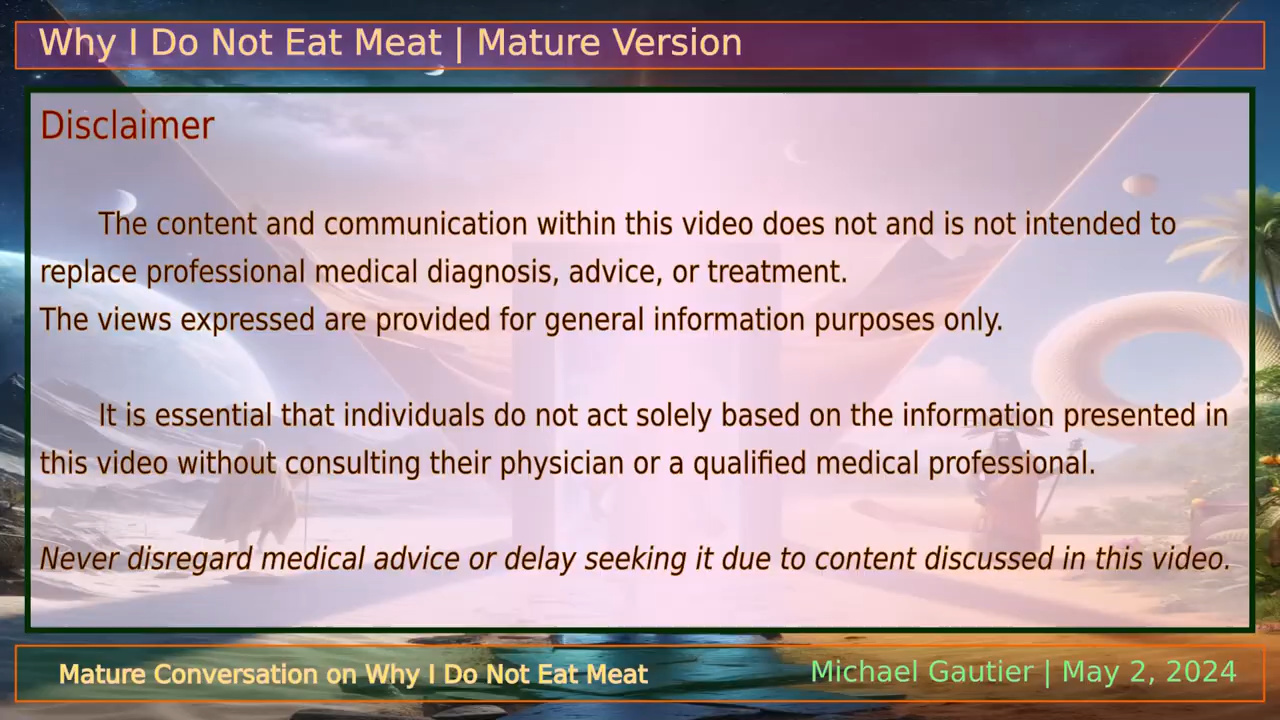 Why I Do Not Eat Meat | Mature Version
Disclaimer
The content and communication within this video does not and is not intended to
replace professional medical diagnosis, advice, or treatment.
The views expressed are provided for general information purposes only.
It is essential that individuals do not act solely based on the information presented in
this video without consulting their physician or a qualified medical professional.
Never disregard medical advice or delay seeking it due to content discussed in this video.
Mature Conversation on Why I Do Not Eat Meat
Michael Gautier | May 2, 2024